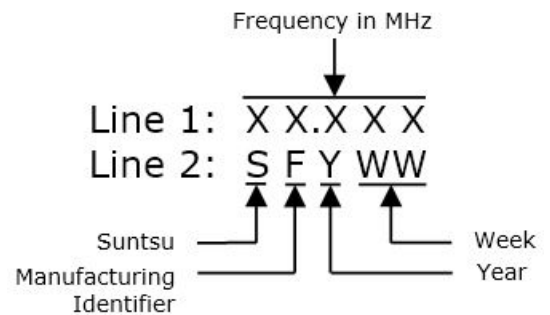 Frequency in MHz
Line 1: X X.X X X
Line 2: S F Y WW
Suntsu
Week
Manufacturing
Identifier
Year